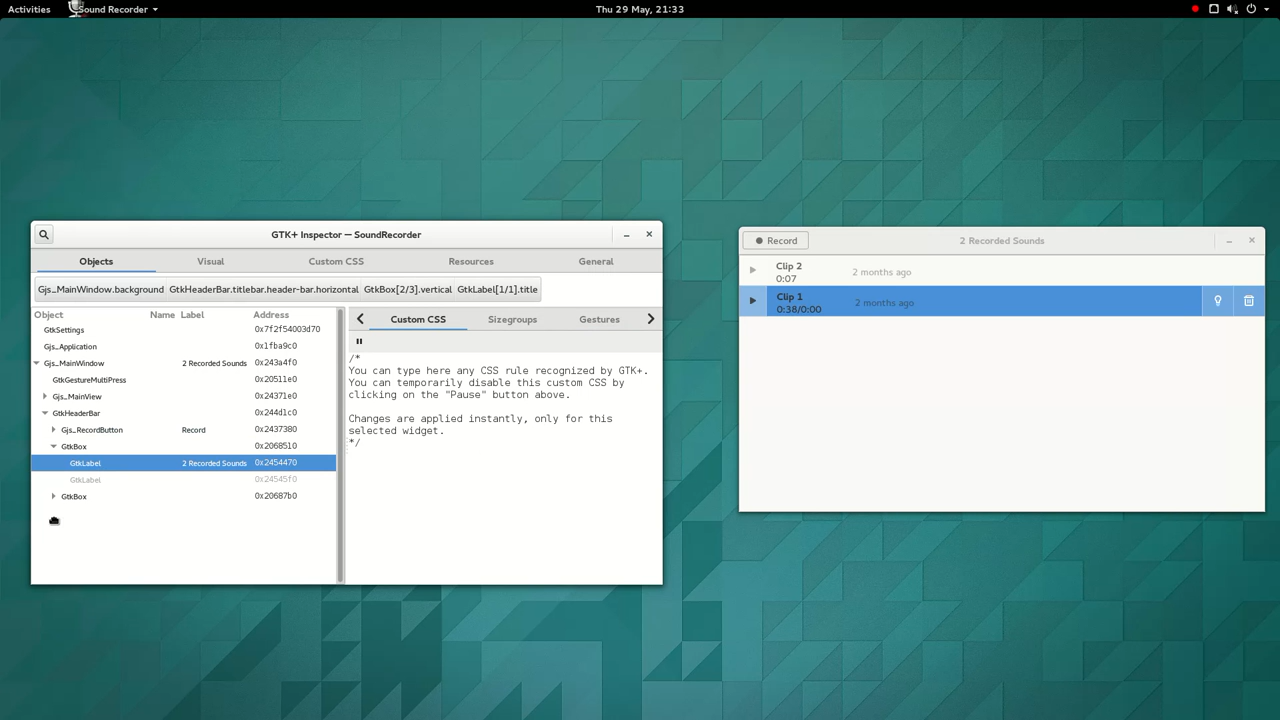 Activities Sound Recorder Thu 29 May, 21:33
GTK+ Inspector — SoundRecorder
Objects Visual Custom CSS Resources General
Gjs_MainWindow.background GtkHeaderBar.titlebar.header-bar.horizontal GtkBox[2/3].vertical GtkLabel[1/1].title
Object Name Label Address
GtkSettings 0x7f2f54003d70
Gjs_Application 0x1fba9c0
Gjs_MainWindow 2 Recorded Sounds 0x243a4f0
GtkGestureMultiPress 0x20511e0
Gjs_MainView 0x24371e0
GtkHeaderBar 0x244d1c0
Gjs_RecordButton Record 0x2437380
GtkBox 0x2068510
GtkLabel 2 Recorded Sounds 0x2454470
GtkLabel 0x24545f0
GtkBox 0x20687b0
Custom CSS Sizegroups Gestures
/*
You can type here any CSS rule recognized by GTK+.
You can temporarily disable this custom CSS by
clicking on the "Pause" button above.
Changes are applied instantly, only for this
selected widget.
*/
Record 2 Recorded Sounds
Clip 2
0:07
2 months ago
Clip 1
0:38/0:00
2 months ago